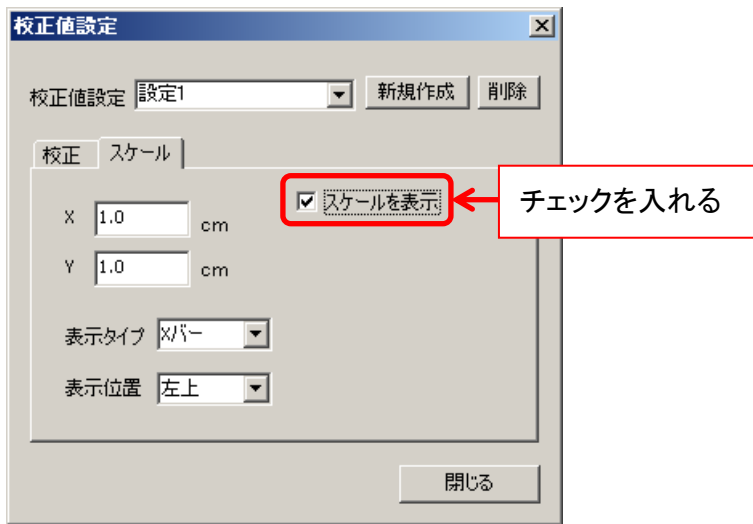 校正値設定
校正値設定 設定1 新規作成 削除
校正 スケール
スケールを表示 チェックを入れる
X 1.0 cm
Y 1.0 cm
表示タイプ Xバー
表示位置 左上
閉じる